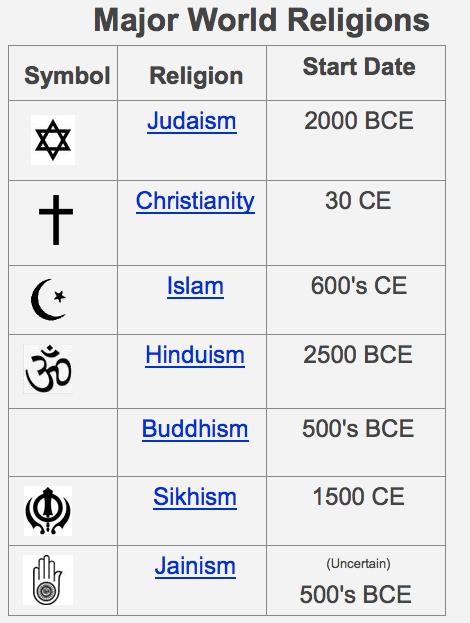 Major World Religions
Symbol Religion Start Date
Judaism 2000 BCE
Christianity 30 CE
Islam 600's CE
Hinduism 2500 BCE
Buddhism 500's BCE
Sikhism 1500 CE
Jainism (Uncertain)
500's BCE